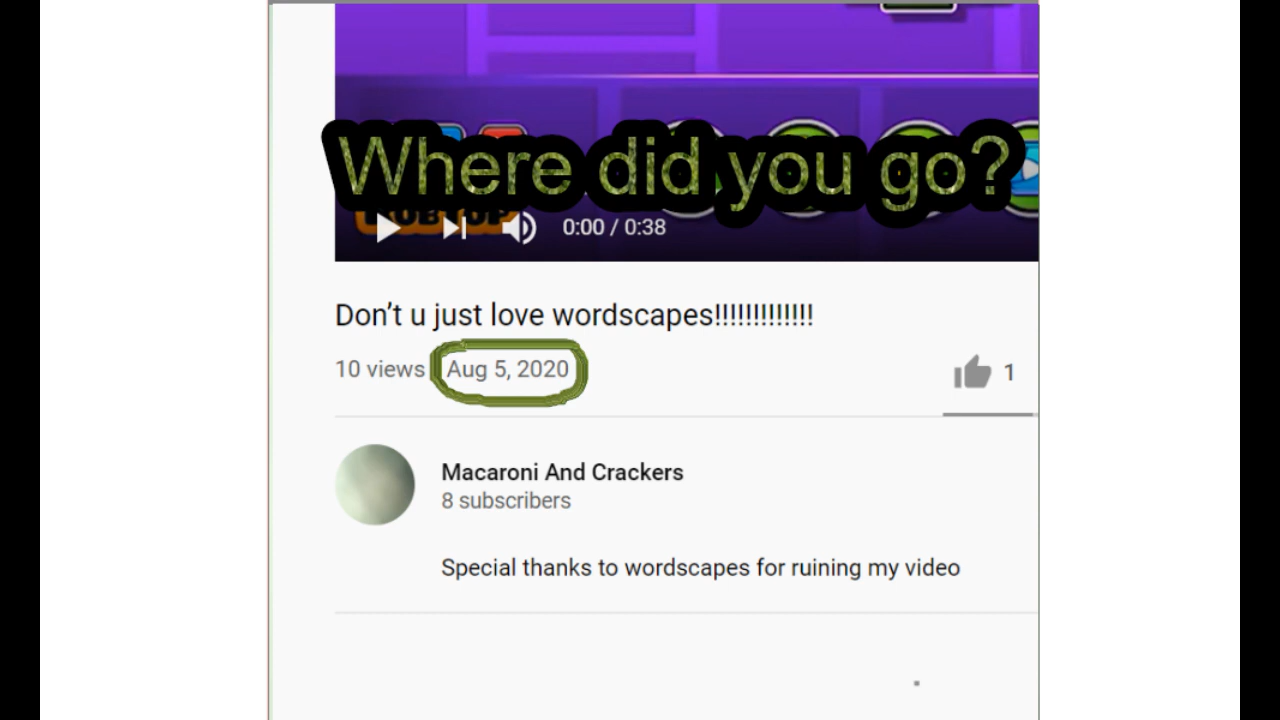 Where did you go?
ROBTOP
0:00 / 0:38
Don’t u just love wordscapes!!!!!!!!!!!!!
10 views Aug 5, 2020
1
Macaroni And Crackers
8 subscribers
Special thanks to wordscapes for ruining my video